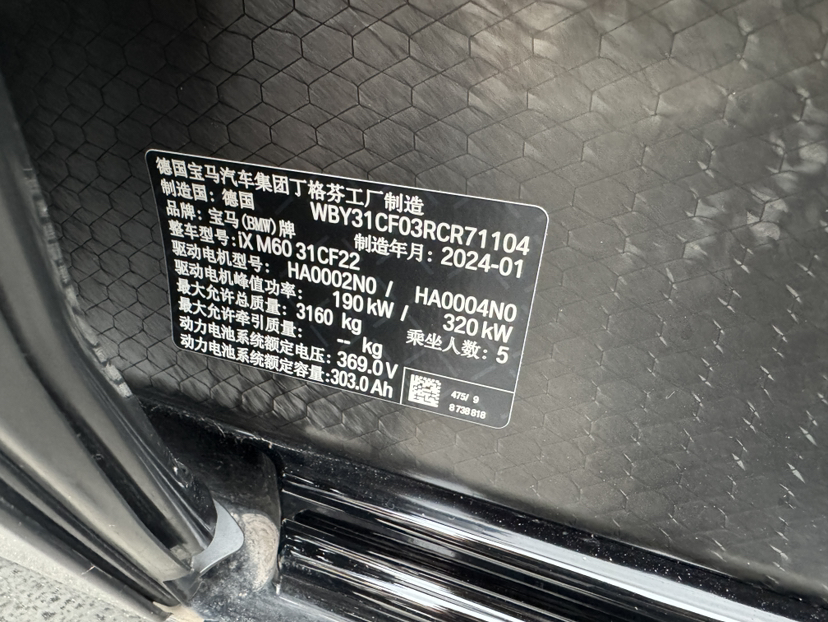 德国宝马汽车集团丁格芬工厂制造
制造国：德国 WBY31CF03RCR71104
品牌：宝马(BMW)牌 制造年月：2024-01
整车型号:iX M60 31CF22
驱动电机型号： HA0002N0 / HA0004N0
驱动电机峰值功率： 190 kW / 320 kW
最大允许总质量：3160 kg 乘坐人数：5
最大允许牵引质量： -- kg
动力电池系统额定电压：369.0 V
动力电池系统额定容量:303.0 Ah
475/ 9
8 738 818